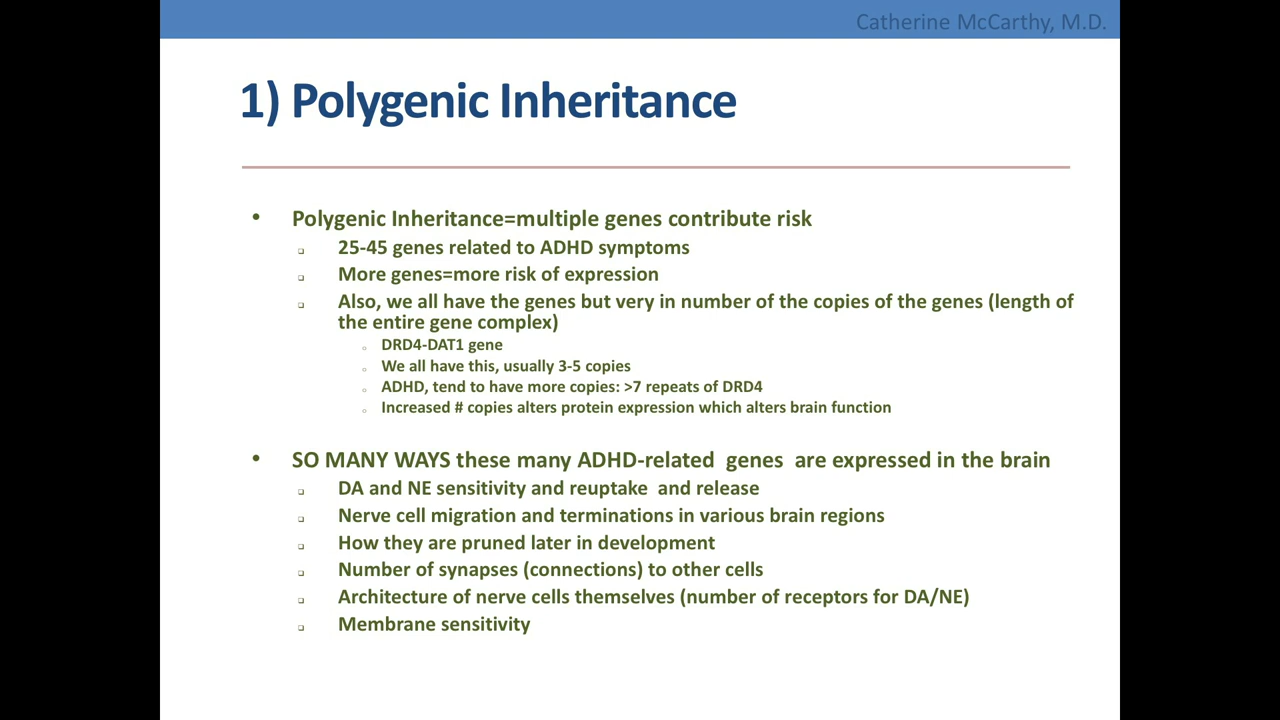 Catherine McCarthy, M.D.
1) Polygenic Inheritance
• Polygenic Inheritance=multiple genes contribute risk
❑ 25-45 genes related to ADHD symptoms
❑ More genes=more risk of expression
❑ Also, we all have the genes but very in number of the copies of the genes (length of
the entire gene complex)
○ DRD4-DAT1 gene
○ We all have this, usually 3-5 copies
○ ADHD, tend to have more copies: >7 repeats of DRD4
○ Increased # copies alters protein expression which alters brain function
• SO MANY WAYS these many ADHD-related  genes  are expressed in the brain
❑ DA and NE sensitivity and reuptake  and release
❑ Nerve cell migration and terminations in various brain regions
❑ How they are pruned later in development
❑ Number of synapses (connections) to other cells
❑ Architecture of nerve cells themselves (number of receptors for DA/NE)
❑ Membrane sensitivity